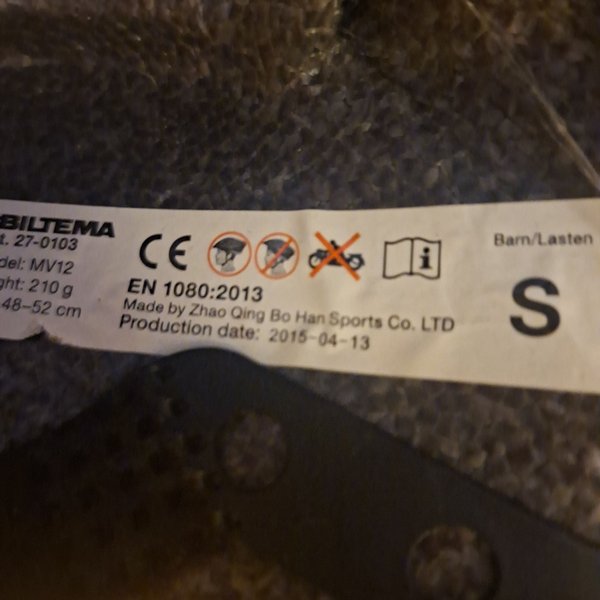 BILTEMA
t. 27-0103
del: MV12
ght: 210 g
48-52 cm
CE
EN 1080:2013
Made by Zhao Qing Bo Han Sports Co. LTD
Production date: 2015-04-13
i
Barn/Lasten
S